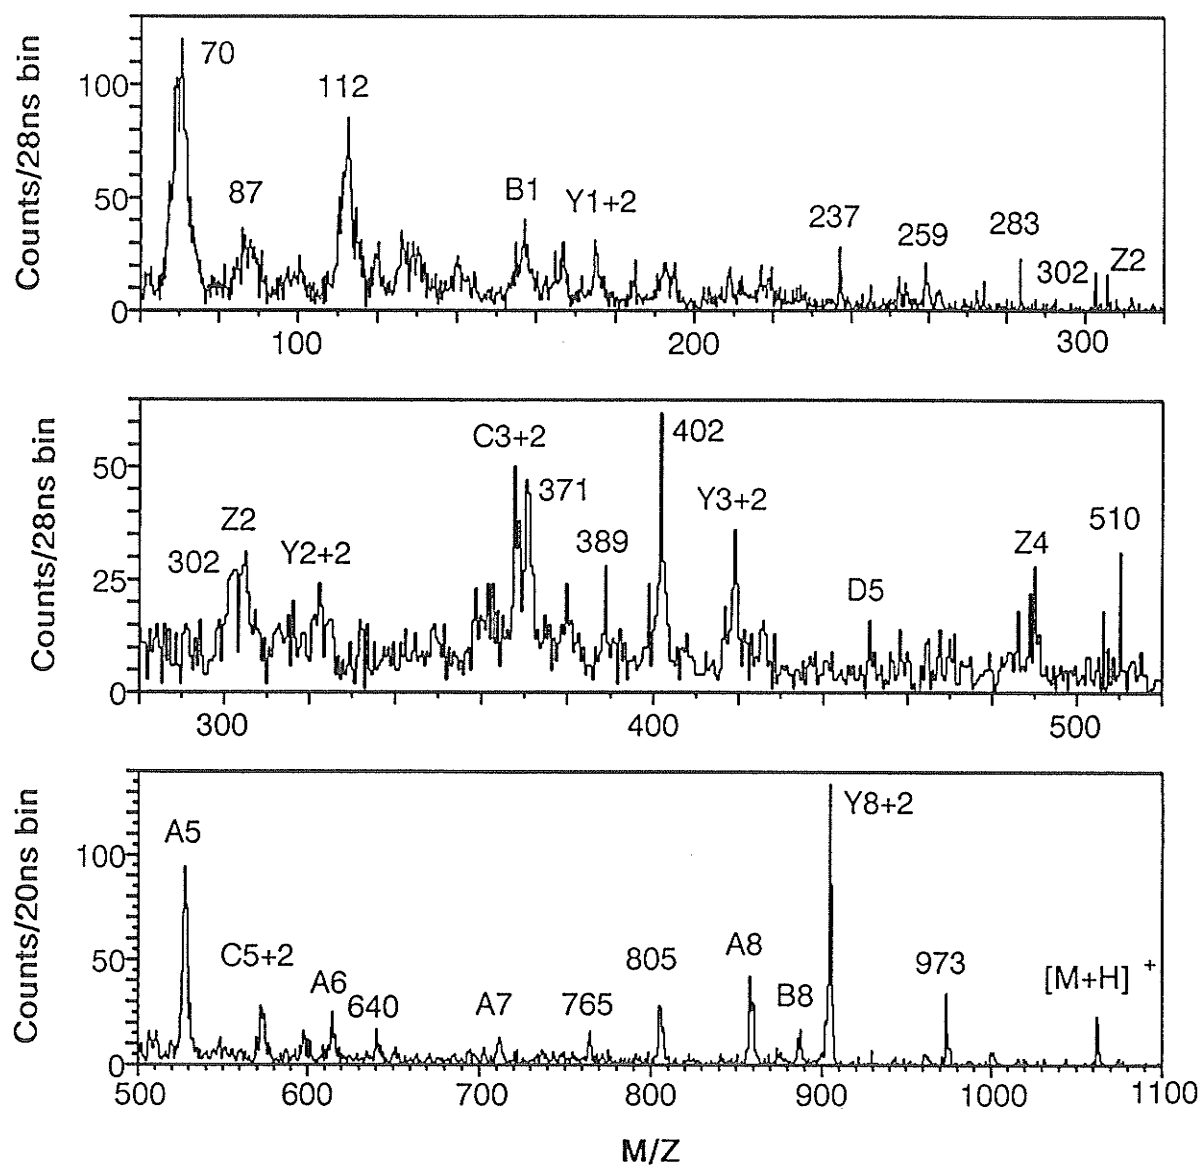 Counts/28ns bin
100
50
0
70
87
112
B1
Y1+2
237
259
283
302
Z2
100
200
300
Counts/28ns bin
50
25
0
302
Z2
Y2+2
C3+2
371
389
402
Y3+2
D5
Z4
510
300
400
500
Counts/20ns bin
100
50
0
A5
C5+2
A6
640
A7
765
805
A8
B8
Y8+2
973
[M+H] +
500
600
700
800
900
1000
1100
M/Z